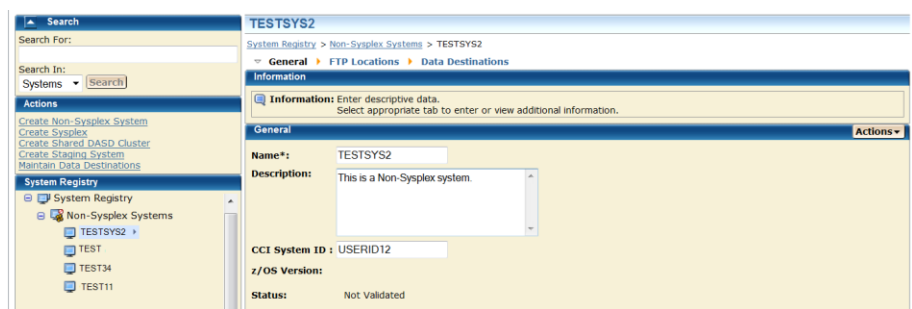 Search
Search For:
Search In:
Systems Search
Actions
Create Non-Sysplex System
Create Sysplex
Create Shared DASD Cluster
Create Staging System
Maintain Data Destinations
System Registry
System Registry
Non-Sysplex Systems
TESTSYS2
TEST
TEST34
TEST11
TESTSYS2
System Registry > Non-Sysplex Systems > TESTSYS2
General FTP Locations Data Destinations
Information
Information: Enter descriptive data.
Select appropriate tab to enter or view additional information.
General Actions
Name*: TESTSYS2
Description: This is a Non-Sysplex system.
CCI System ID : USERID12
z/OS Version:
Status: Not Validated